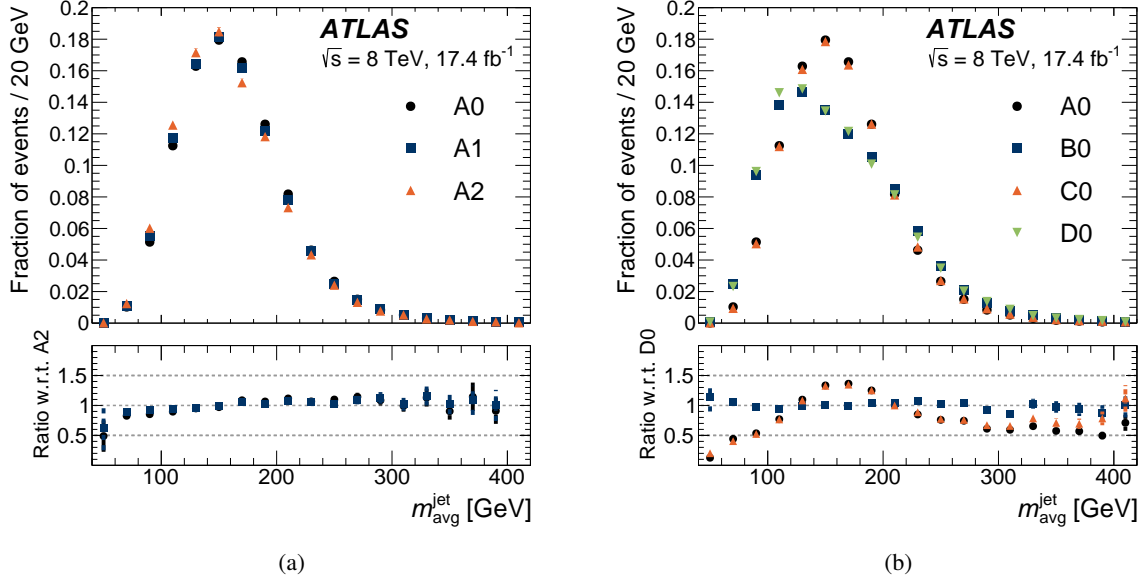 Fraction of events / 20 GeV
0.2
0.18
0.16
0.14
0.12
0.1
0.08
0.06
0.04
0.02
0
ATLAS
√s = 8 TeV, 17.4 fb⁻¹
A0
A1
A2
Ratio w.r.t. A2
1.5
1
0.5
100 200 300 400
m_avg^jet [GeV]
(a)
Fraction of events / 20 GeV
0.2
0.18
0.16
0.14
0.12
0.1
0.08
0.06
0.04
0.02
0
ATLAS
√s = 8 TeV, 17.4 fb⁻¹
A0
B0
C0
D0
Ratio w.r.t. D0
1.5
1
0.5
100 200 300 400
m_avg^jet [GeV]
(b)